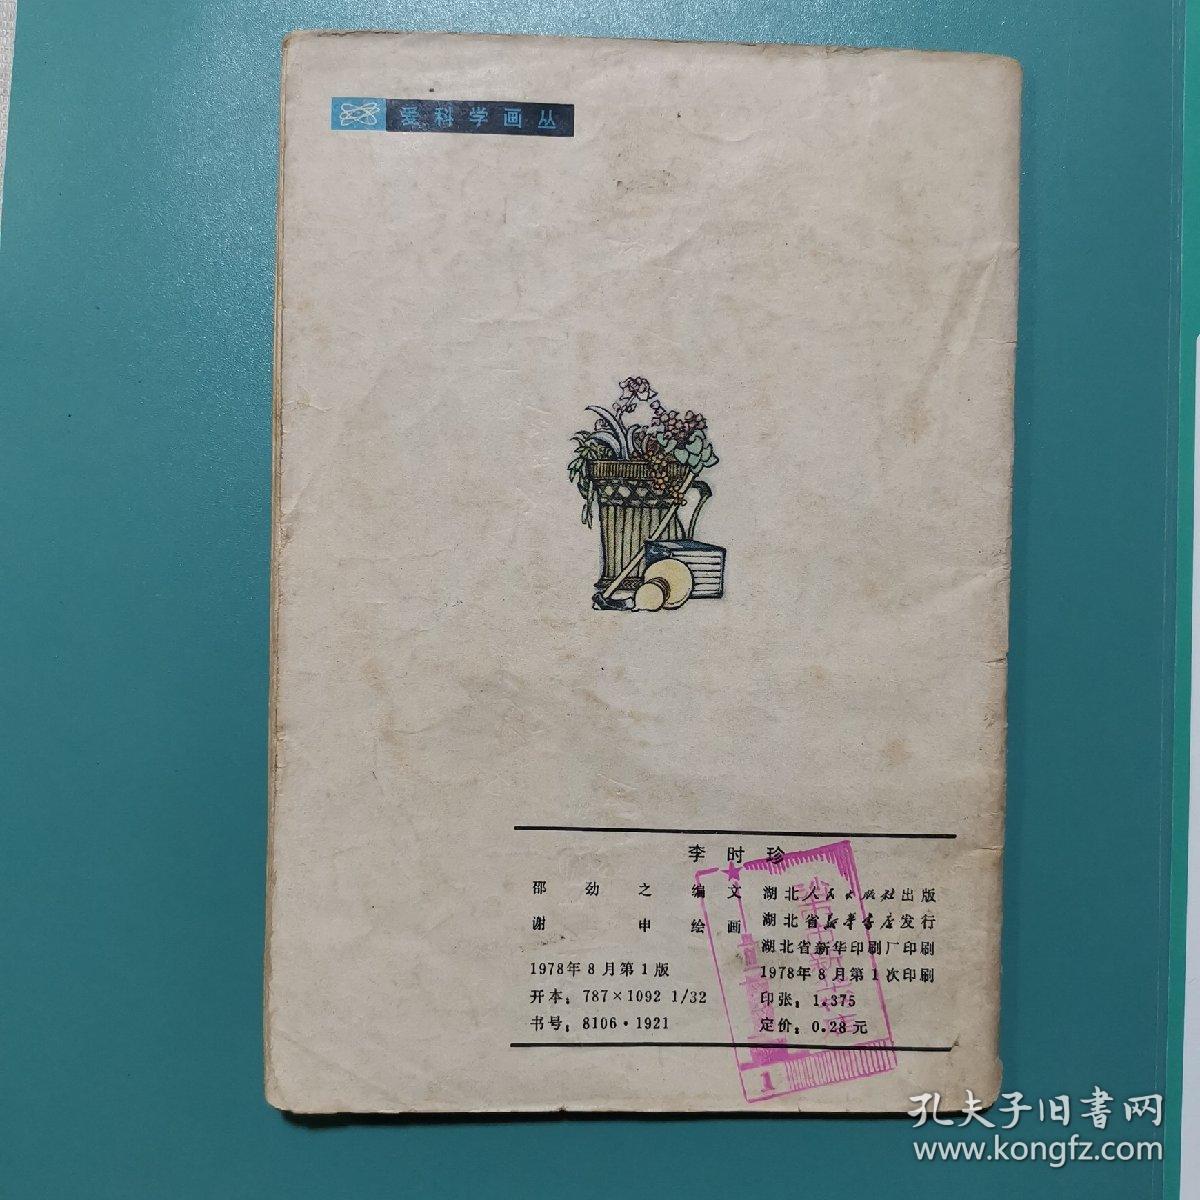 爱科学画丛
李时珍
邵劲之编文
谢申绘画
1978年8月第1版
开本：787×1092 1/32
书号：8106·1921
湖北人民出版社出版
湖北省新华书店发行
湖北省新华印刷厂印刷
1978年8月第1次印刷
印张：1.375
定价：0.28元
1
孔夫子旧書网
www.kongfz.com